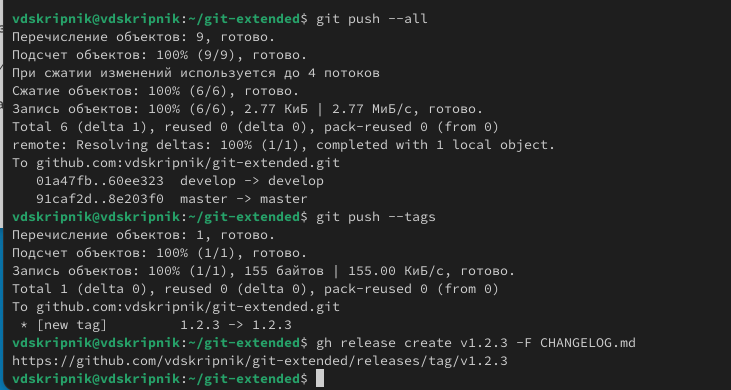 vdskripnik@vdskripnik:~/git-extended$ git push --all
Перечисление объектов: 9, готово.
Подсчет объектов: 100% (9/9), готово.
При сжатии изменений используется до 4 потоков
Сжатие объектов: 100% (6/6), готово.
Запись объектов: 100% (6/6), 2.77 КиБ | 2.77 МиБ/с, готово.
Total 6 (delta 1), reused 0 (delta 0), pack-reused 0 (from 0)
remote: Resolving deltas: 100% (1/1), completed with 1 local object.
To github.com:vdskripnik/git-extended.git
   01a47fb..60ee323  develop -> develop
   91caf2d..8e203f0  master -> master
vdskripnik@vdskripnik:~/git-extended$ git push --tags
Перечисление объектов: 1, готово.
Подсчет объектов: 100% (1/1), готово.
Запись объектов: 100% (1/1), 155 байтов | 155.00 КиБ/с, готово.
Total 1 (delta 0), reused 0 (delta 0), pack-reused 0 (from 0)
To github.com:vdskripnik/git-extended.git
 * [new tag]         1.2.3 -> 1.2.3
vdskripnik@vdskripnik:~/git-extended$ gh release create v1.2.3 -F CHANGELOG.md
https://github.com/vdskripnik/git-extended/releases/tag/v1.2.3
vdskripnik@vdskripnik:~/git-extended$